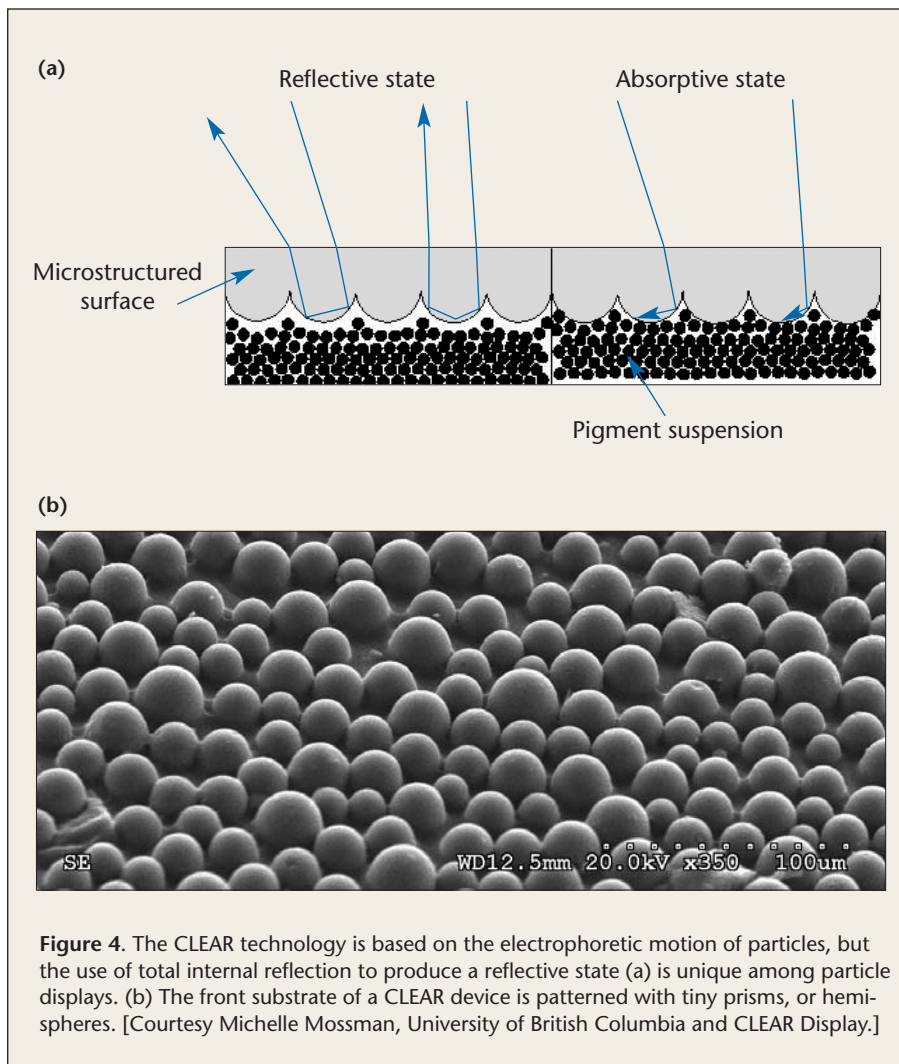 (a)
Reflective state
Absorptive state
Microstructured
surface
Pigment suspension
(b)
SE
WD12.5mm 20.0kV x350 100um
Figure 4. The CLEAR technology is based on the electrophoretic motion of particles, but
the use of total internal reflection to produce a reflective state (a) is unique among particle
displays. (b) The front substrate of a CLEAR device is patterned with tiny prisms, or hemi-
spheres. [Courtesy Michelle Mossman, University of British Columbia and CLEAR Display.]